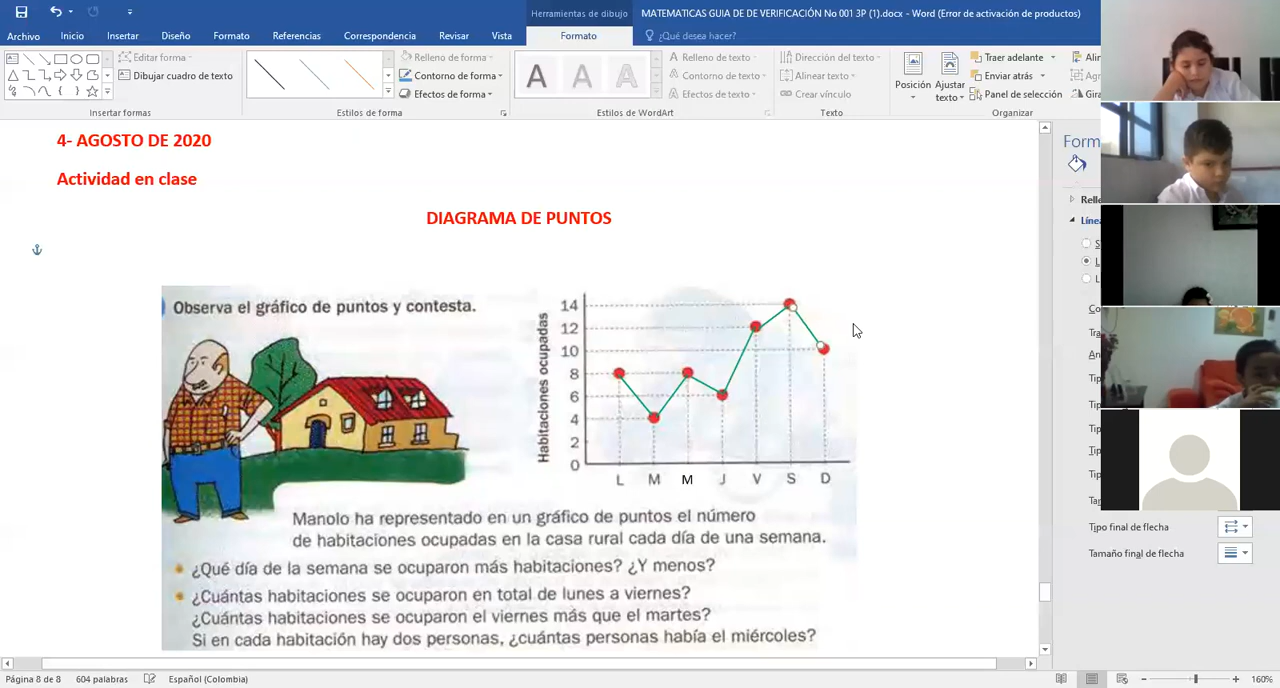 Herramientas de dibujo
MATEMATICAS GUIA DE DE VERIFICACIÓN No 001 3P (1).docx - Word (Error de activación de productos)
Archivo Inicio Insertar Diseño Formato Referencias Correspondencia Revisar Vista Formato ¿Qué desea hacer?
Editar forma
Dibujar cuadro de texto
Insertar formas
Relleno de forma
Contorno de forma
Efectos de forma
Estilos de forma
A A A
Relleno de texto
Contorno de texto
Efectos de texto
Estilos de WordArt
Dirección del texto
Alinear texto
Crear vínculo
Texto
Posición
Ajustar
texto
Traer adelante
Enviar atrás
Panel de selección
Organizar
4- AGOSTO DE 2020
Actividad en clase
DIAGRAMA DE PUNTOS
Observa el gráfico de puntos y contesta.
Habitaciones ocupadas
14
12
10
8
6
4
2
0
L M M J V S D
Manolo ha representado en un gráfico de puntos el número
de habitaciones ocupadas en la casa rural cada día de una semana.
¿Qué día de la semana se ocuparon más habitaciones? ¿Y menos?
¿Cuántas habitaciones se ocuparon en total de lunes a viernes?
¿Cuántas habitaciones se ocuparon el viernes más que el martes?
Si en cada habitación hay dos personas, ¿cuántas personas había el miércoles?
Tipo final de flecha
Tamaño final de flecha
Página 8 de 8 604 palabras Español (Colombia)
160%